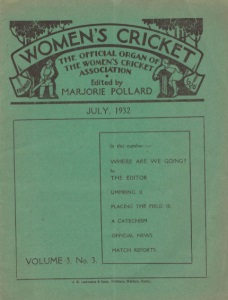 WOMEN'S CRICKET
THE OFFICIAL ORGAN OF
THE WOMEN'S CRICKET
ASSOCIATION
Edited by
MARJORIE POLLARD
6d
JULY, 1932
In this number :—
WHERE ARE WE GOING?
by
THE EDITOR
UMPIRING
PLACING THE FIELD
A CATECHISM
OFFICIAL NEWS
MATCH REPORTS
VOLUME 3. No. 3.